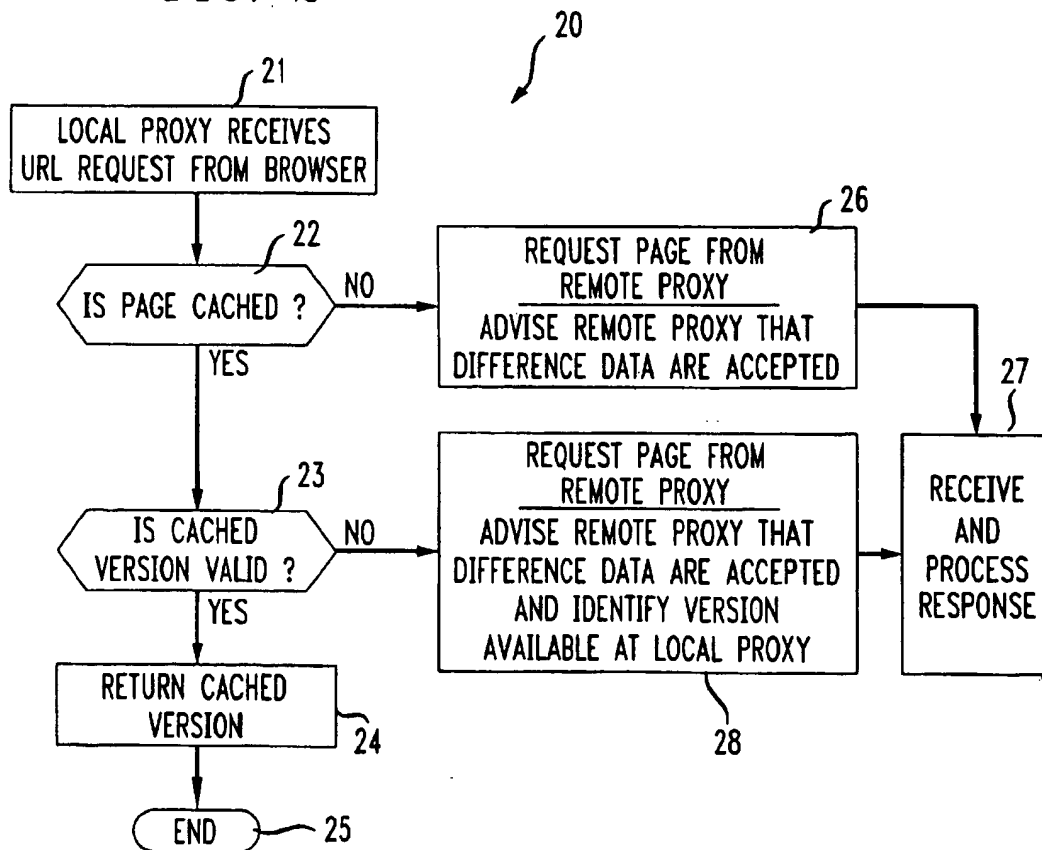 20
21
LOCAL PROXY RECEIVES
URL REQUEST FROM BROWSER
22
IS PAGE CACHED ?
NO
YES
26
REQUEST PAGE FROM
REMOTE PROXY
ADVISE REMOTE PROXY THAT
DIFFERENCE DATA ARE ACCEPTED
27
RECEIVE
AND
PROCESS
RESPONSE
23
IS CACHED
VERSION VALID ?
NO
YES
REQUEST PAGE FROM
REMOTE PROXY
ADVISE REMOTE PROXY THAT
DIFFERENCE DATA ARE ACCEPTED
AND IDENTIFY VERSION
AVAILABLE AT LOCAL PROXY
28
RETURN CACHED
VERSION
24
END
25